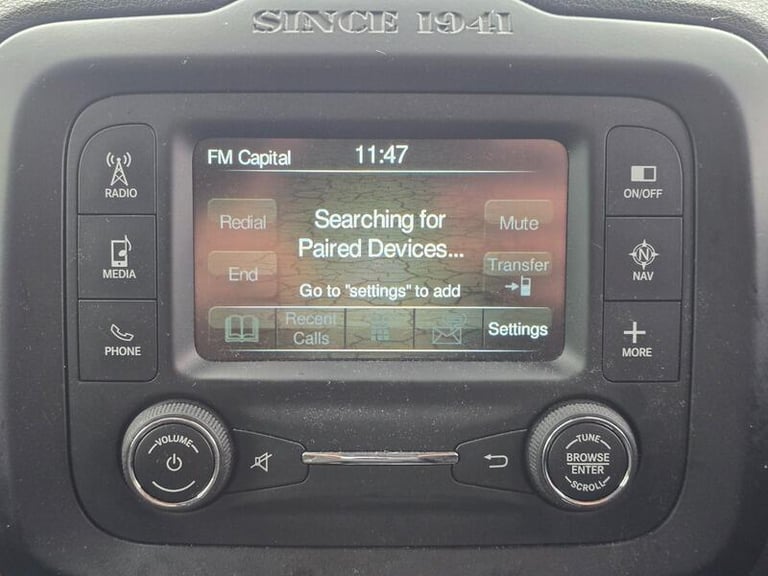 SINCE 1941
FM Capital 11:47
RADIO
MEDIA
PHONE
Redial
End
Searching for
Paired Devices...
Go to "settings" to add
Mute
Transfer
Recent
Calls
Settings
ON/OFF
N
NAV
MORE
VOLUME
TUNE
BROWSE
ENTER
SCROLL